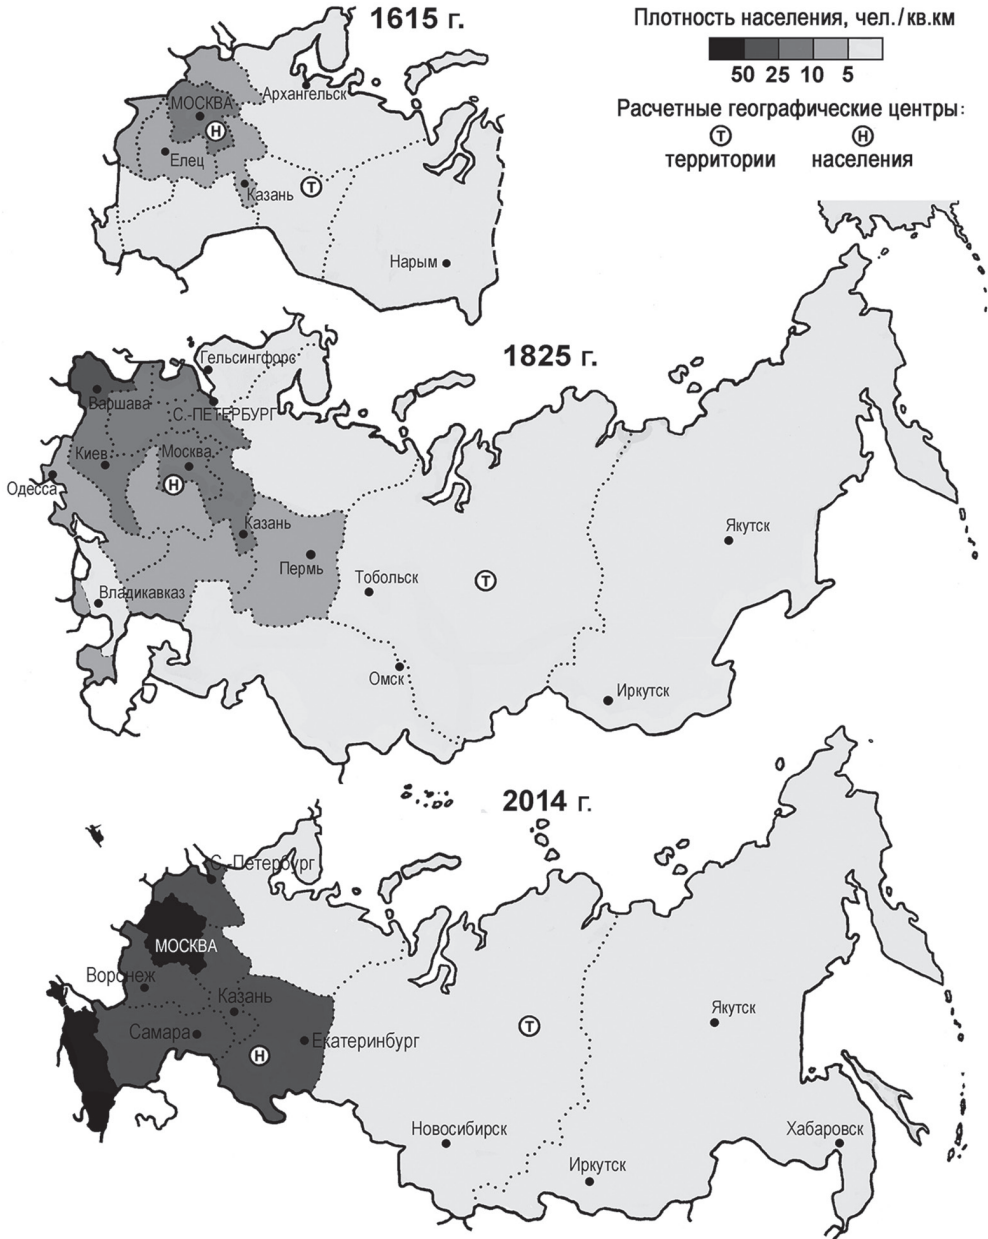 1615 г.
Плотность населения, чел./кв.км
50 25 10 5
Расчетные географические центры:
Т Н
территории населения
Архангельск
МОСКВА
Н
Елец
Казань
Т
Нарым
1825 г.
Гельсингфорс
Варшава
С.-ПЕТЕРБУРГ
Киев
Москва
Одесса
Н
Казань
Якутск
Пермь
Тобольск
Т
Владикавказ
Омск
Иркутск
2014 г.
С.-Петербург
МОСКВА
Воронеж
Казань
Якутск
Самара
Екатеринбург
Т
Н
Новосибирск
Хабаровск
Иркутск